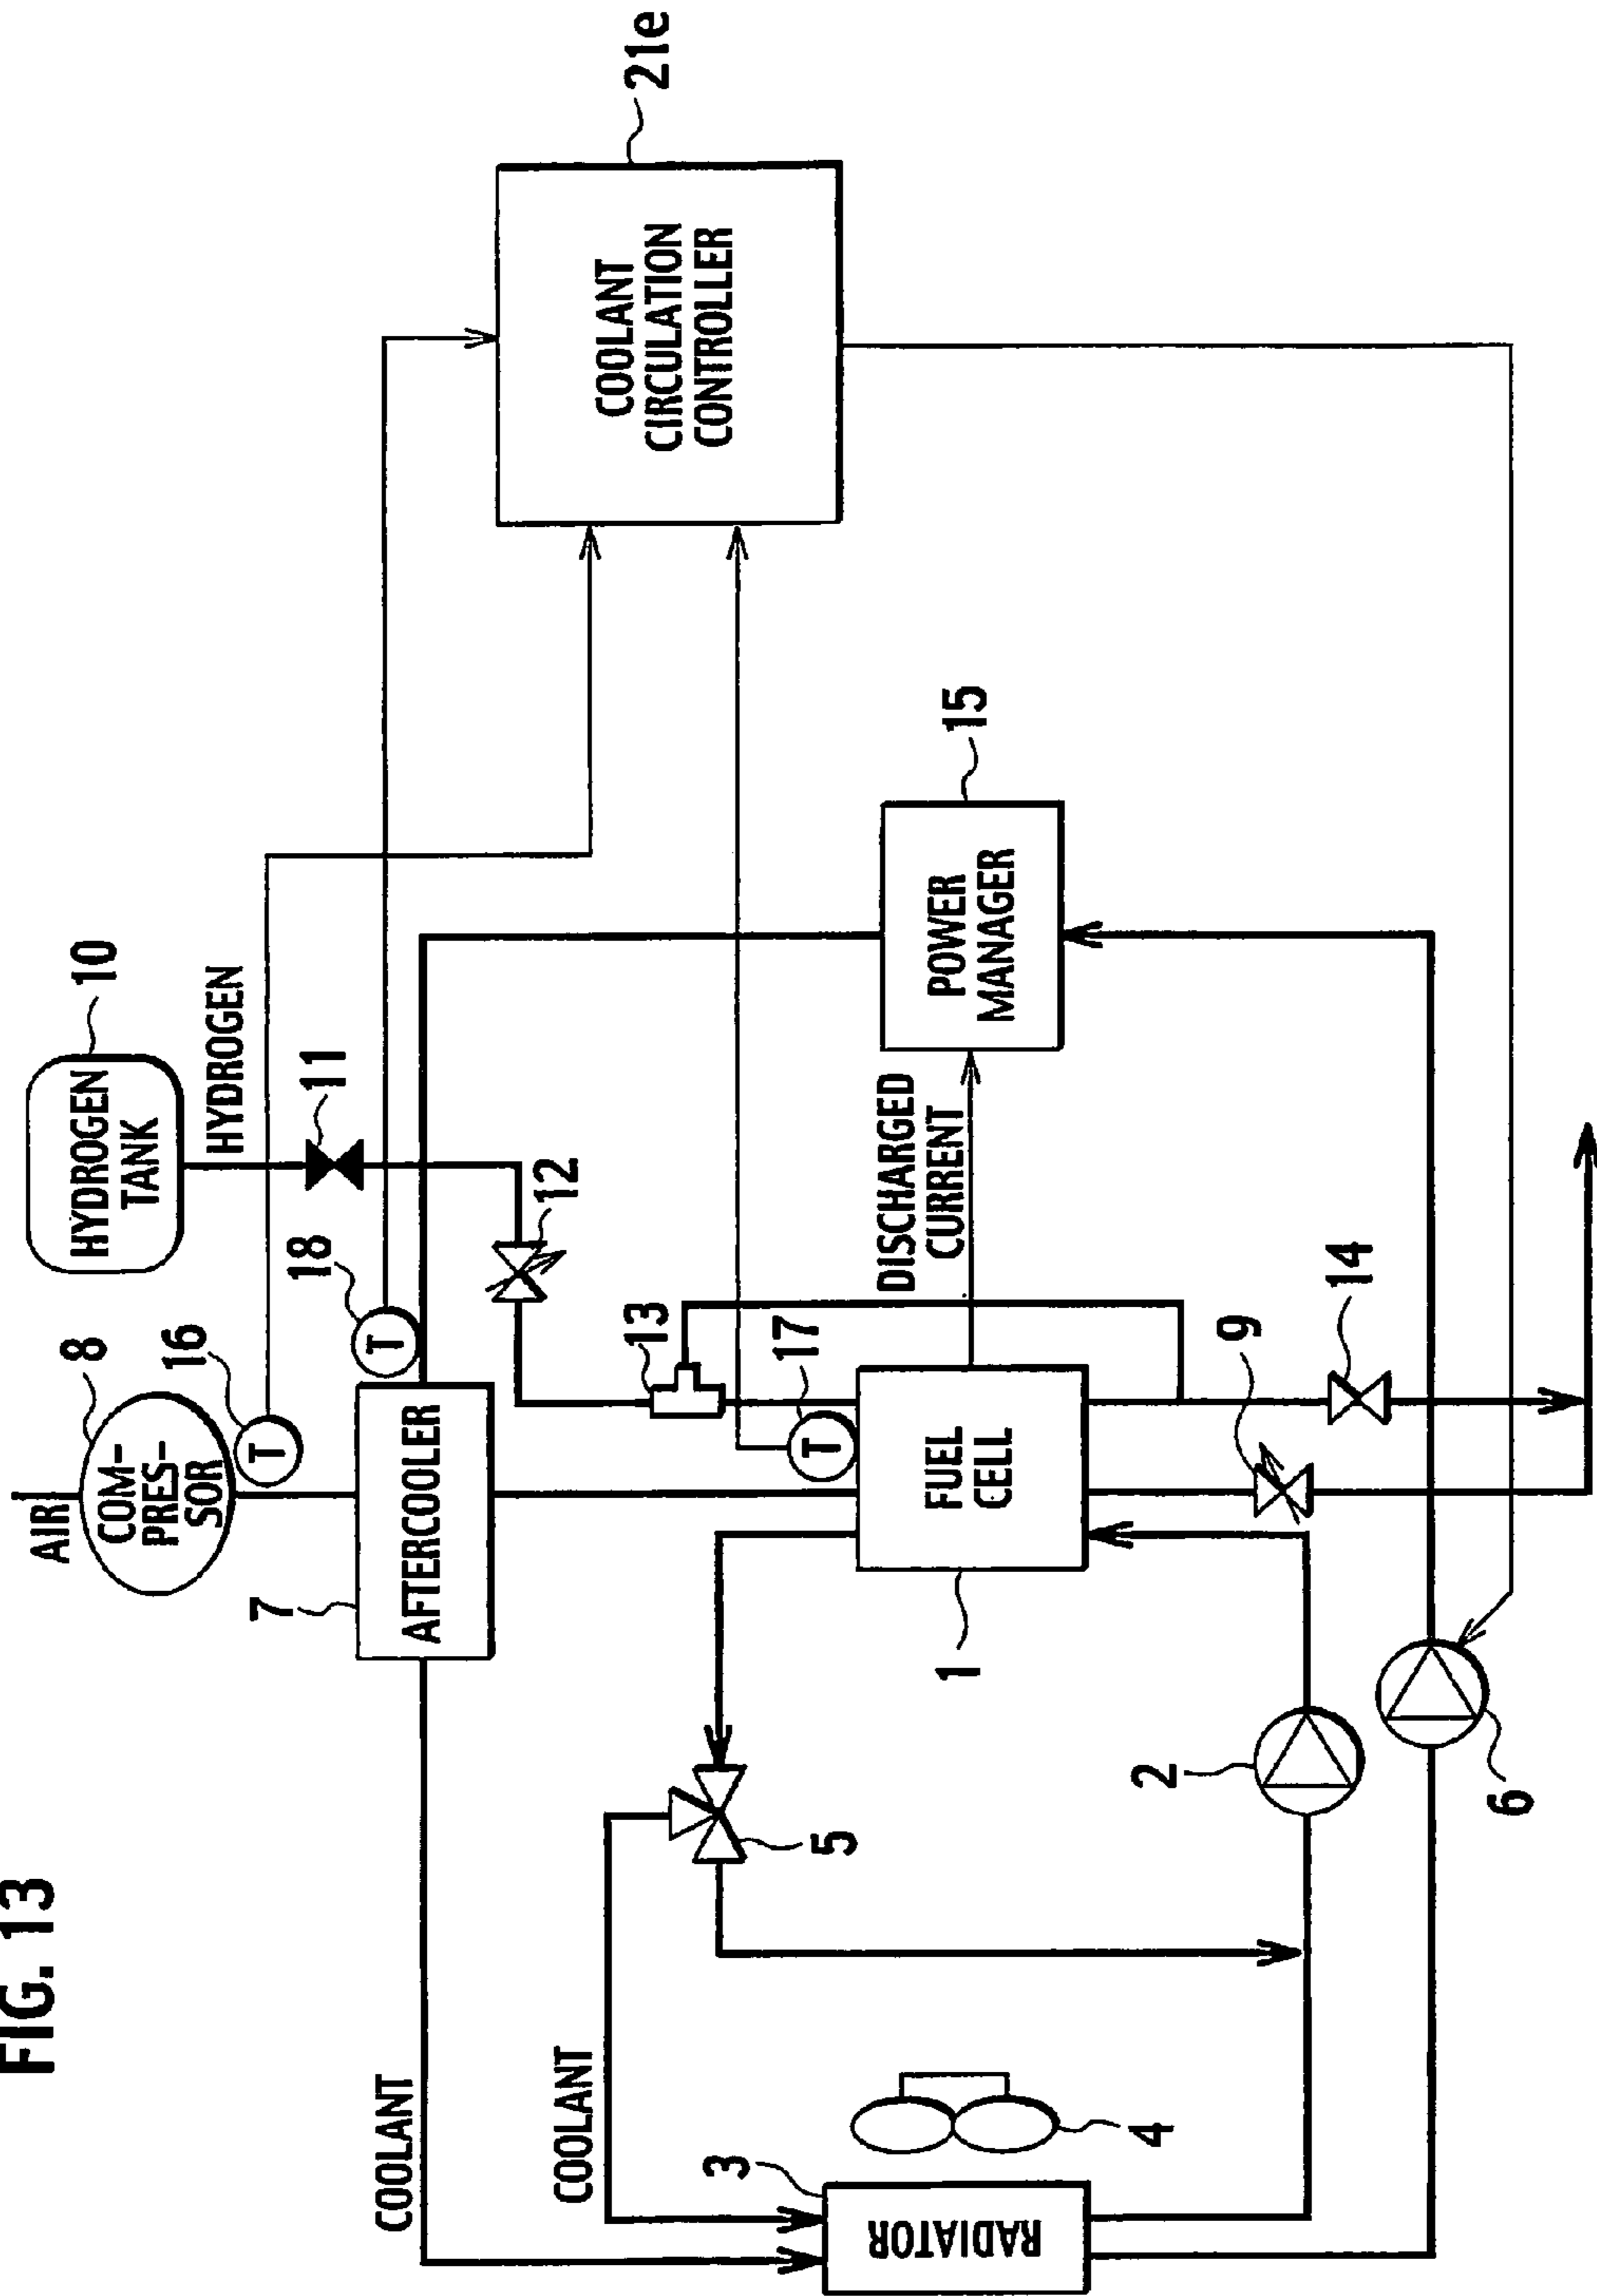 FIG. 13
AIR
8
COM-
PRES-
SOR
16
T
18
T
10
HYDROGEN
TANK
HYDROGEN
11
12
7
AFTERCOOLER
COOLANT
COOLANT
13
17
T
21e
COOLANT
CIRCULATION
CONTROLLER
15
POWER
MANAGER
DISCHARGED
CURRENT
FUEL
CELL
1
5
9
14
2
6
3
RADIATOR
4